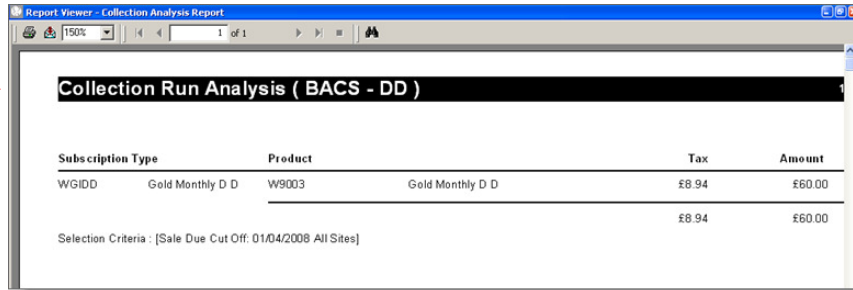 Report Viewer - Collection Analysis Report
150% 1 of 1
Collection Run Analysis ( BACS - DD ) 1
Subscription Type Product Tax Amount
WGIDD Gold Monthly D D W9003 Gold Monthly D D £8.94 £60.00
£8.94 £60.00
Selection Criteria : [Sale Due Cut Off: 01/04/2008 All Sites]